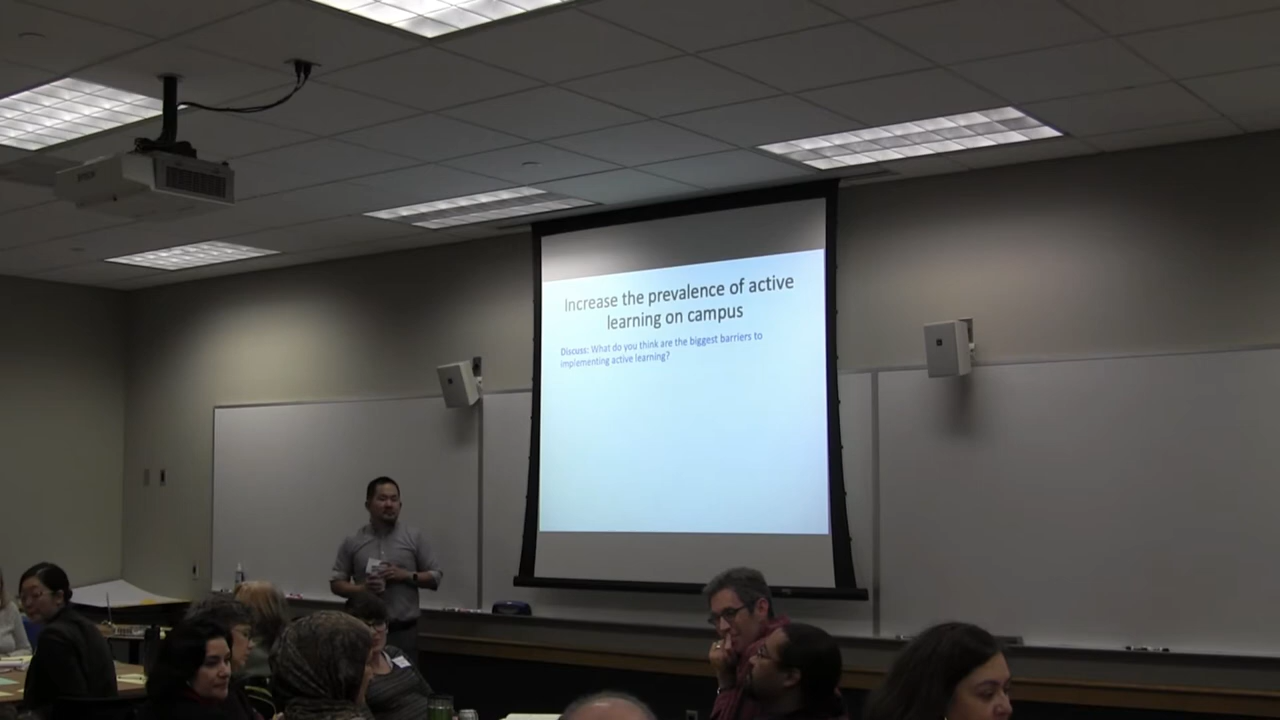 Increase the prevalence of active
learning on campus
Discuss: What do you think are the biggest barriers to
implementing active learning?